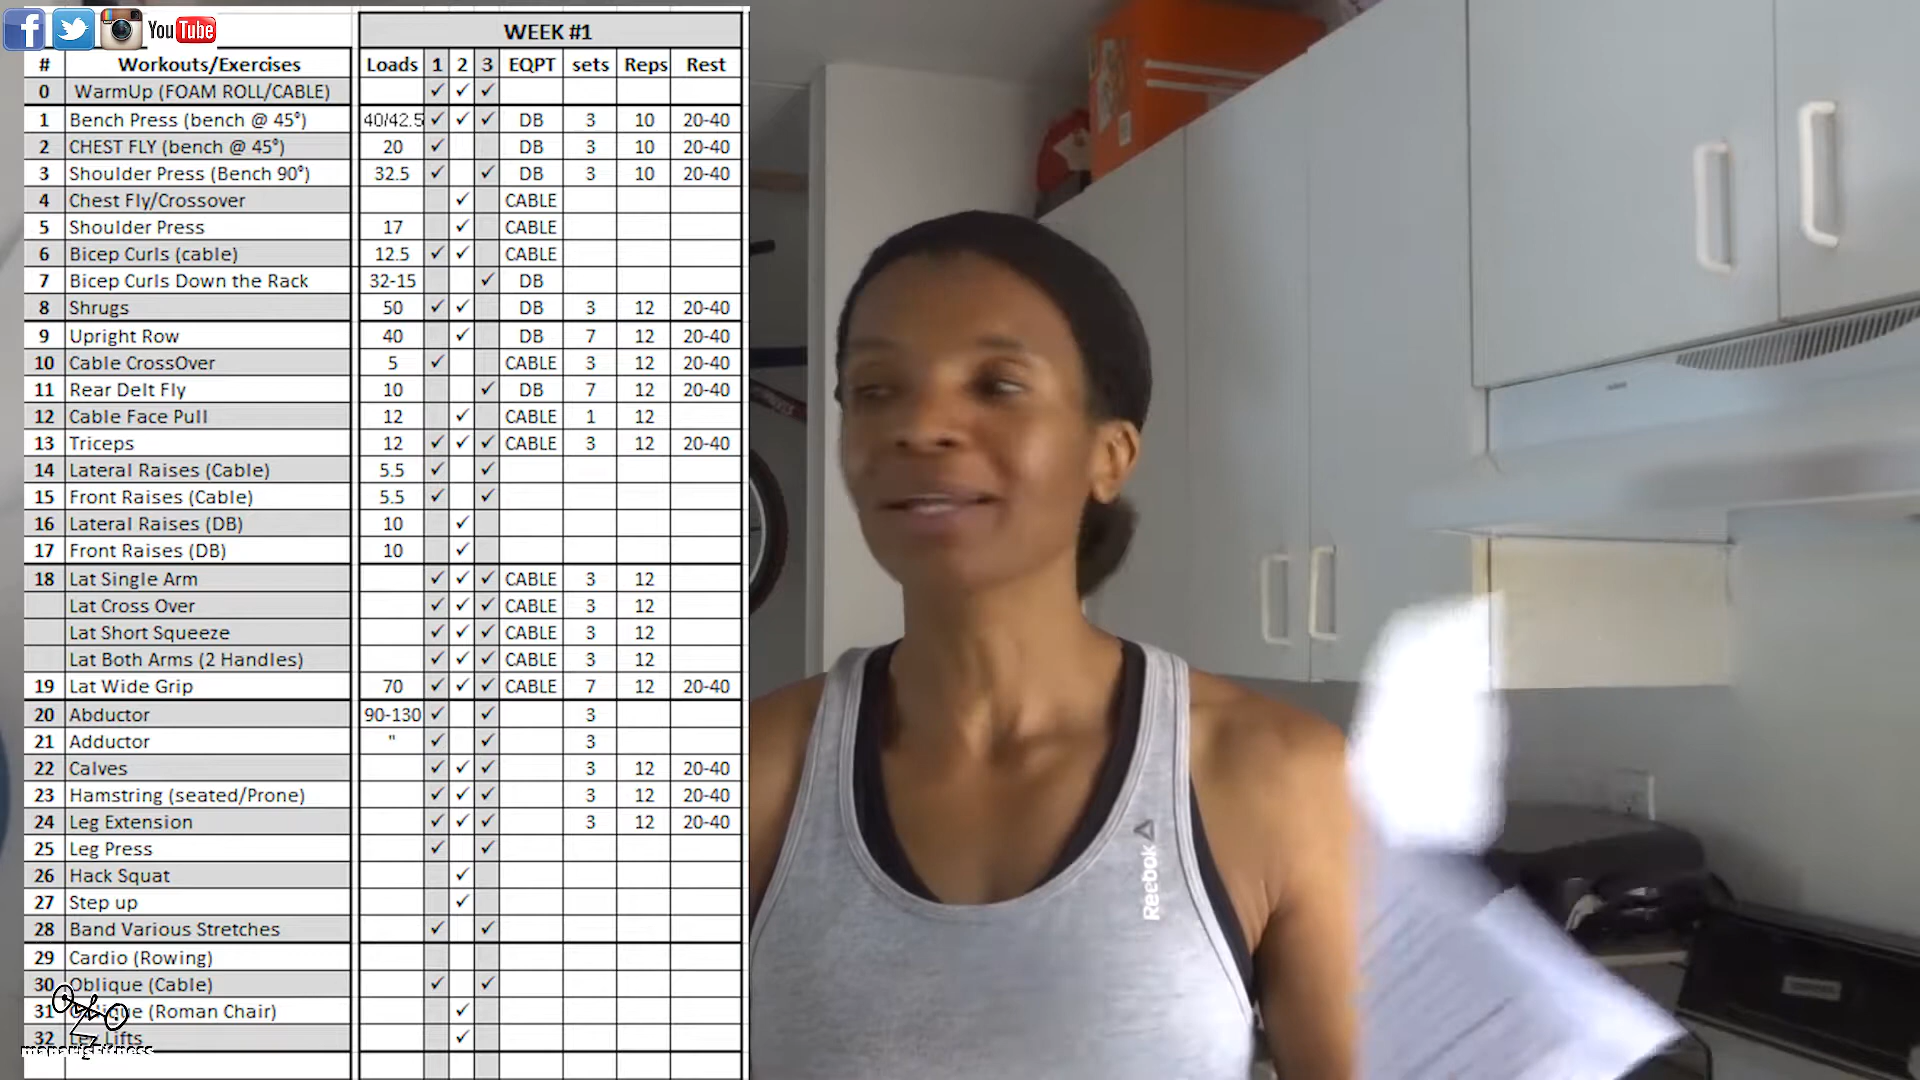 f YouTube
WEEK #1
# Workouts/Exercises Loads 1 2 3 EQPT sets Reps Rest
0 WarmUp (FOAM ROLL/CABLE) ✓ ✓ ✓
1 Bench Press (bench @ 45°) 40/42.5 ✓ ✓ ✓ DB 3 10 20-40
2 CHEST FLY (bench @ 45°) 20 ✓ DB 3 10 20-40
3 Shoulder Press (Bench 90°) 32.5 ✓ ✓ DB 3 10 20-40
4 Chest Fly/Crossover ✓ CABLE
5 Shoulder Press 17 ✓ CABLE
6 Bicep Curls (cable) 12.5 ✓ ✓ CABLE
7 Bicep Curls Down the Rack 32-15 ✓ DB
8 Shrugs 50 ✓ ✓ DB 3 12 20-40
9 Upright Row 40 ✓ DB 7 12 20-40
10 Cable CrossOver 5 ✓ CABLE 3 12 20-40
11 Rear Delt Fly 10 ✓ DB 7 12 20-40
12 Cable Face Pull 12 ✓ CABLE 1 12
13 Triceps 12 ✓ ✓ ✓ CABLE 3 12 20-40
14 Lateral Raises (Cable) 5.5 ✓ ✓
15 Front Raises (Cable) 5.5 ✓ ✓
16 Lateral Raises (DB) 10 ✓
17 Front Raises (DB) 10 ✓
18 Lat Single Arm ✓ ✓ ✓ CABLE 3 12
Lat Cross Over ✓ ✓ ✓ CABLE 3 12
Lat Short Squeeze ✓ ✓ ✓ CABLE 3 12
Lat Both Arms (2 Handles) ✓ ✓ ✓ CABLE 3 12
19 Lat Wide Grip 70 ✓ ✓ ✓ CABLE 7 12 20-40
20 Abductor 90-130 ✓ ✓ 3
21 Adductor " ✓ ✓ 3
22 Calves ✓ ✓ ✓ 3 12 20-40
23 Hamstring (seated/Prone) ✓ ✓ ✓ 3 12 20-40
24 Leg Extension ✓ ✓ ✓ 3 12 20-40
25 Leg Press ✓ ✓
26 Hack Squat ✓
27 Step up ✓
28 Band Various Stretches ✓ ✓
29 Cardio (Rowing)
30 Oblique (Cable) ✓ ✓
31 Oblique (Roman Chair) ✓
32 Leg Lifts ✓
Reebok